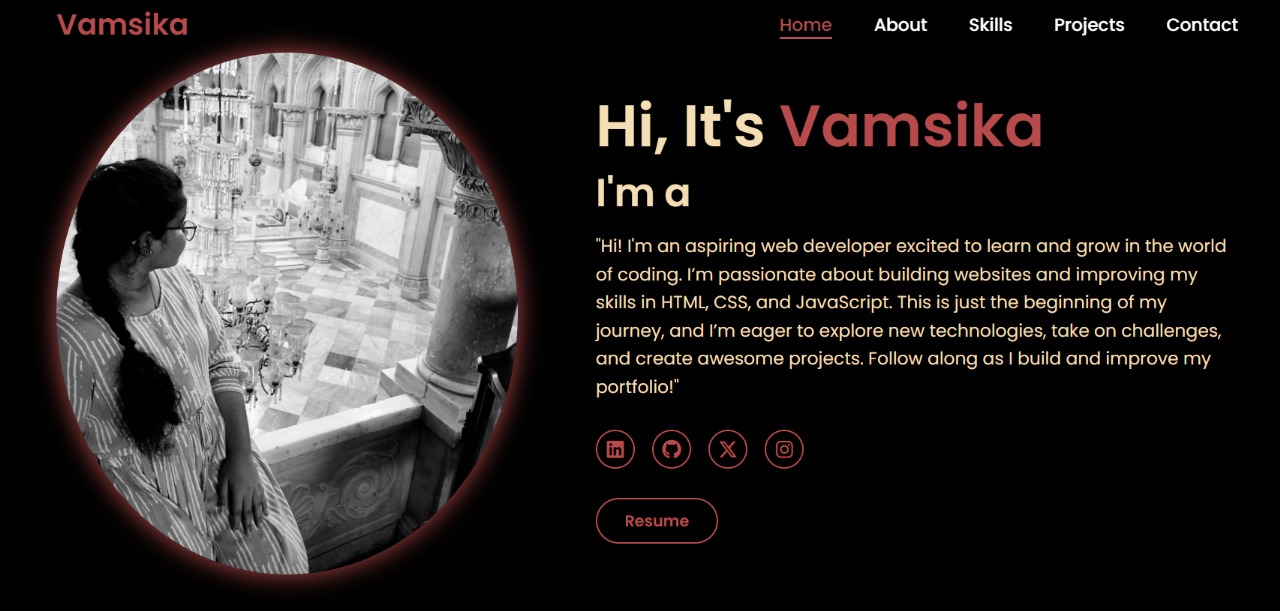 Vamsika
Home About Skills Projects Contact
Hi, It's Vamsika
I'm a
"Hi! I'm an aspiring web developer excited to learn and grow in the world
of coding. I’m passionate about building websites and improving my
skills in HTML, CSS, and JavaScript. This is just the beginning of my
journey, and I’m eager to explore new technologies, take on challenges,
and create awesome projects. Follow along as I build and improve my
portfolio!"
Resume